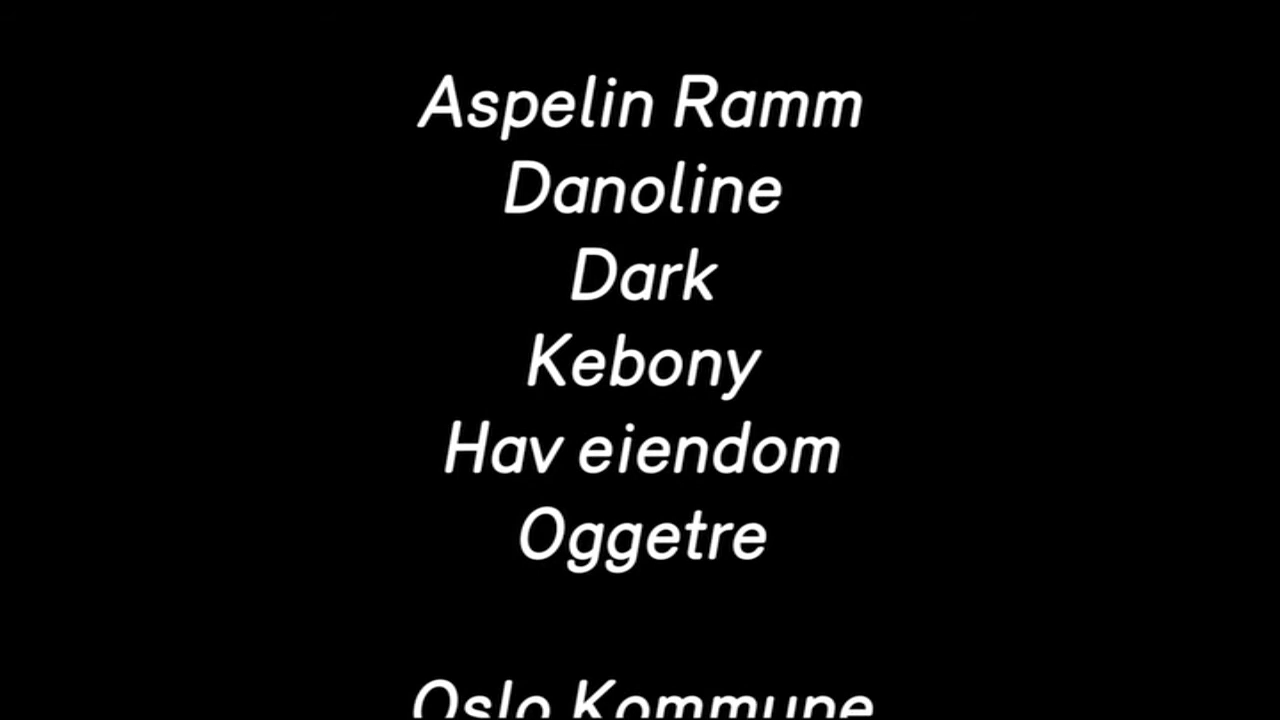 Aspelin Ramm
Danoline
Dark
Kebony
Hav eiendom
Oggetre
Oslo Kommune